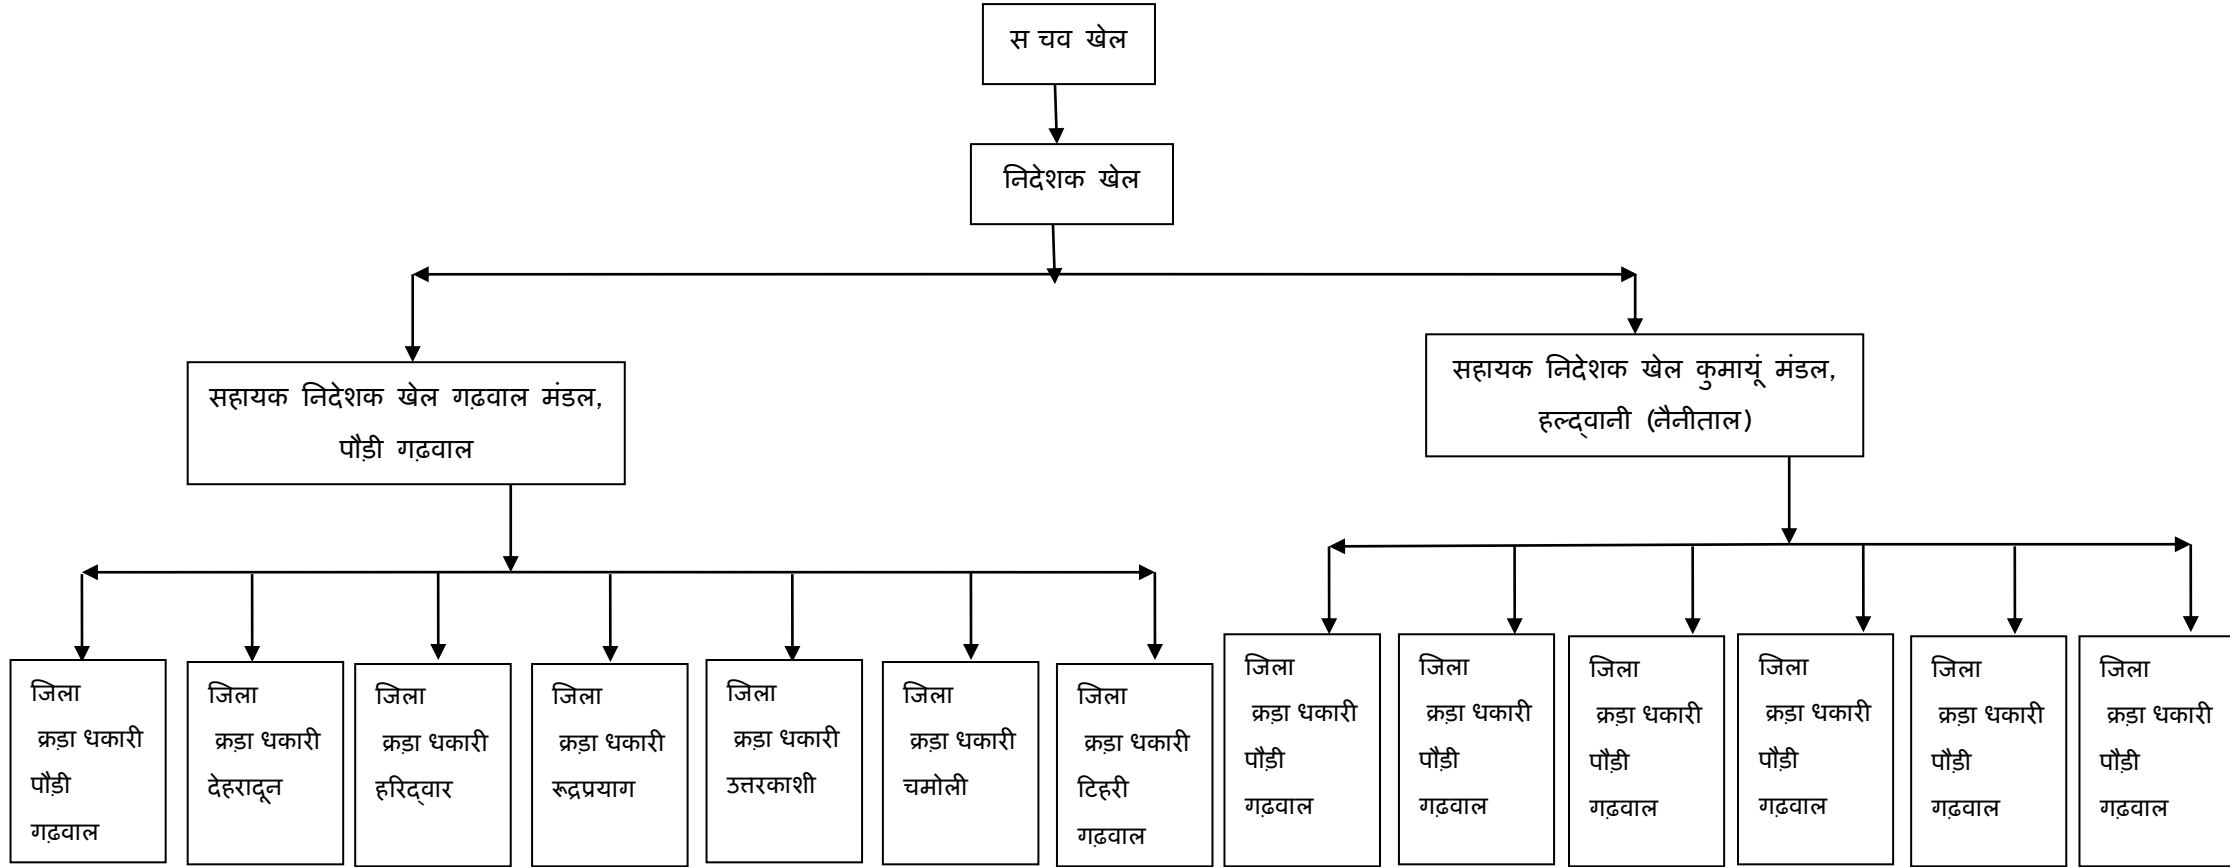 स चव खेल
निदेशक खेल
सहायक निदेशक खेल गढ़वाल मंडल,
पौड़ी गढ़वाल
सहायक निदेशक खेल कुमायूं मंडल,
हल्द्वानी (नैनीताल)
जिला
क्रड़ा धकारी
पौड़ी
गढ़वाल
जिला
क्रड़ा धकारी
देहरादून
जिला
क्रड़ा धकारी
हरिद्वार
जिला
क्रड़ा धकारी
रूद्रप्रयाग
जिला
क्रड़ा धकारी
उत्तरकाशी
जिला
क्रड़ा धकारी
चमोली
जिला
क्रड़ा धकारी
टिहरी
गढ़वाल
जिला
क्रड़ा धकारी
पौड़ी
गढ़वाल
जिला
क्रड़ा धकारी
पौड़ी
गढ़वाल
जिला
क्रड़ा धकारी
पौड़ी
गढ़वाल
जिला
क्रड़ा धकारी
पौड़ी
गढ़वाल
जिला
क्रड़ा धकारी
पौड़ी
गढ़वाल
जिला
क्रड़ा धकारी
पौड़ी
गढ़वाल